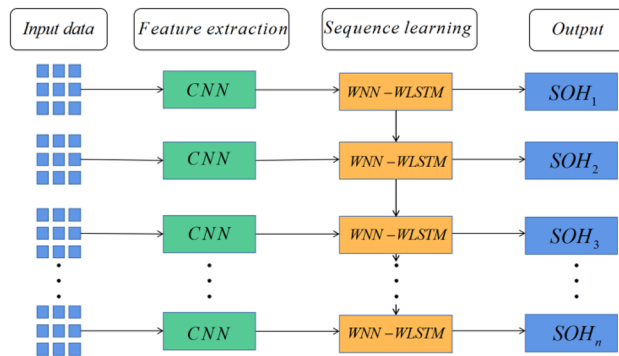 Input data
Feature extraction
Sequence learning
Output
CNN
WNN-WLSTM
SOH₁
CNN
WNN-WLSTM
SOH₂
CNN
WNN-WLSTM
SOH₃
CNN
WNN-WLSTM
SOHₙ